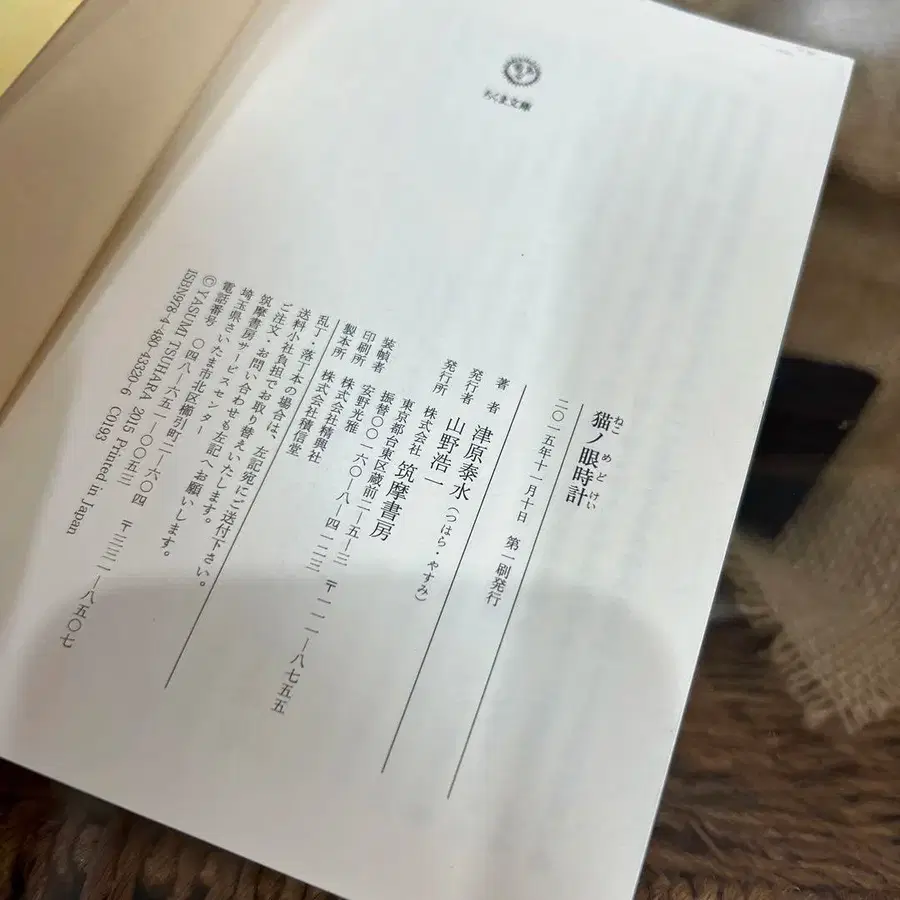 ちくま文庫
猫ノ眼時計
ねこ め どけい
二〇一五年十一月十日　第一刷発行
著　者　津原泰水（つはら・やすみ）
発行者　山野浩一
発行所　株式会社　筑摩書房
東京都台東区蔵前二―五―三　〒一一一―八七五五
振替〇〇一六〇―八―四一二三
装幀者　安野光雅
印刷所　株式会社精興社
製本所　株式会社積信堂
乱丁・落丁本の場合は、左記宛にご送付下さい。
送料小社負担でお取り替えいたします。
ご注文・お問い合わせも左記へお願いします。
筑摩書房サービスセンター
埼玉県さいたま市北区櫛引町二―六〇四　〒三三一―八五〇七
電話番号　〇四八―六五一―〇〇五三
© YASUMI TSUHARA 2015 Printed in Japan
ISBN978-4-480-43320-6 C0193